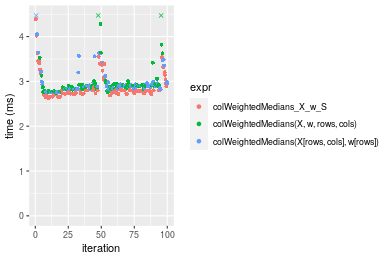 4
3
2
1
0
time (ms)
0
25
50
75
100
iteration
expr
colWeightedMedians_X_w_S
colWeightedMedians(X, w, rows, cols)
colWeightedMedians(X[rows, cols], w[rows])